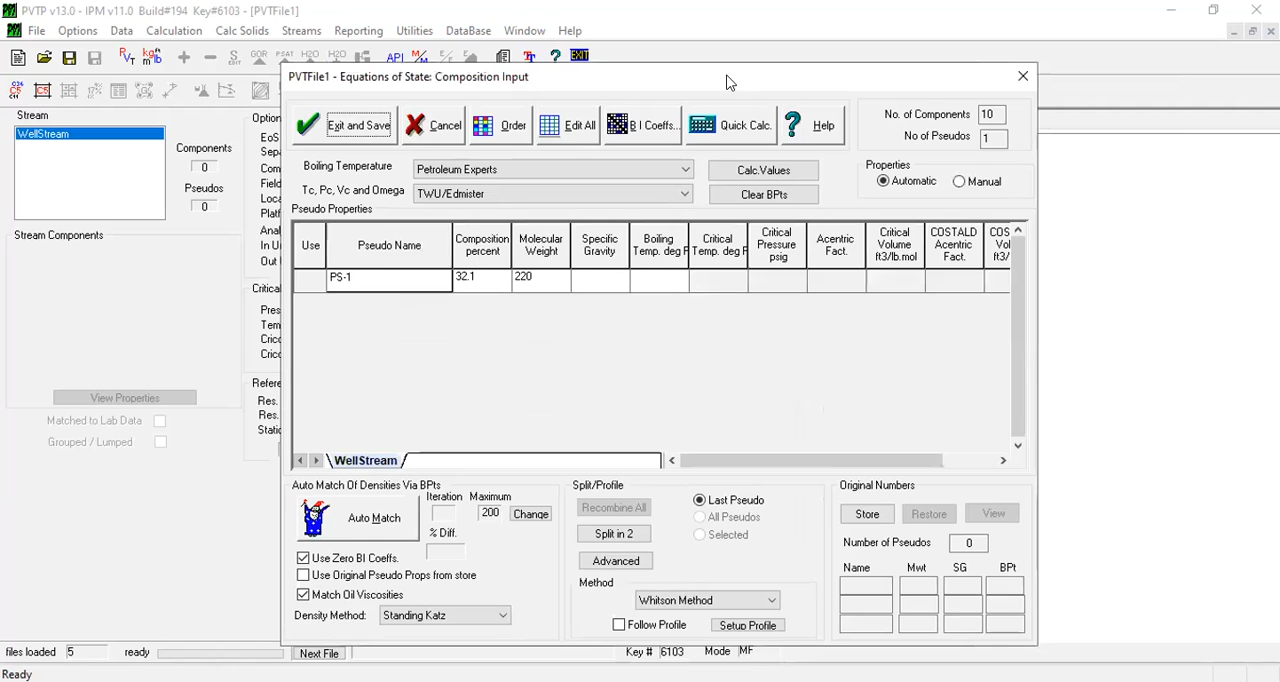 PVTP v13.0 - IPM v11.0 Build#194 Key#6103 - [PVTFile1]
File Options Data Calculation Calc Solids Streams Reporting Utilities DataBase Window Help
PVTFile1 - Equations of State: Composition Input
Exit and Save Cancel Order Edit All B I Coeffs... Quick Calc. Help
No. of Components 10
No of Pseudos 1
Boiling Temperature Petroleum Experts Calc.Values
Tc, Pc, Vc and Omega TWU/Edmister Clear BPts
Properties
Automatic Manual
Pseudo Properties
Use Pseudo Name Composition percent Molecular Weight Specific Gravity Boiling Temp. deg F Critical Temp. deg F Critical Pressure psig Acentric Fact. Critical Volume ft3/lb.mol COSTALD Acentric Fact.
PS-1 32.1 220
WellStream
Stream
WellStream
Components
0
Pseudos
0
Stream Components
View Properties
Matched to Lab Data
Grouped / Lumped
Auto Match Of Densities Via BPts
Auto Match
Iteration Maximum
200 Change
% Diff.
Use Zero BI Coeffs.
Use Original Pseudo Props from store
Match Oil Viscosities
Density Method: Standing Katz
Split/Profile
Recombine All
Split in 2
Advanced
Last Pseudo
All Pseudos
Selected
Method
Whitson Method
Follow Profile Setup Profile
Original Numbers
Store Restore View
Number of Pseudos 0
Name Mwt SG BPt
files loaded 5 ready Next File Key # 6103 Mode MF
Ready